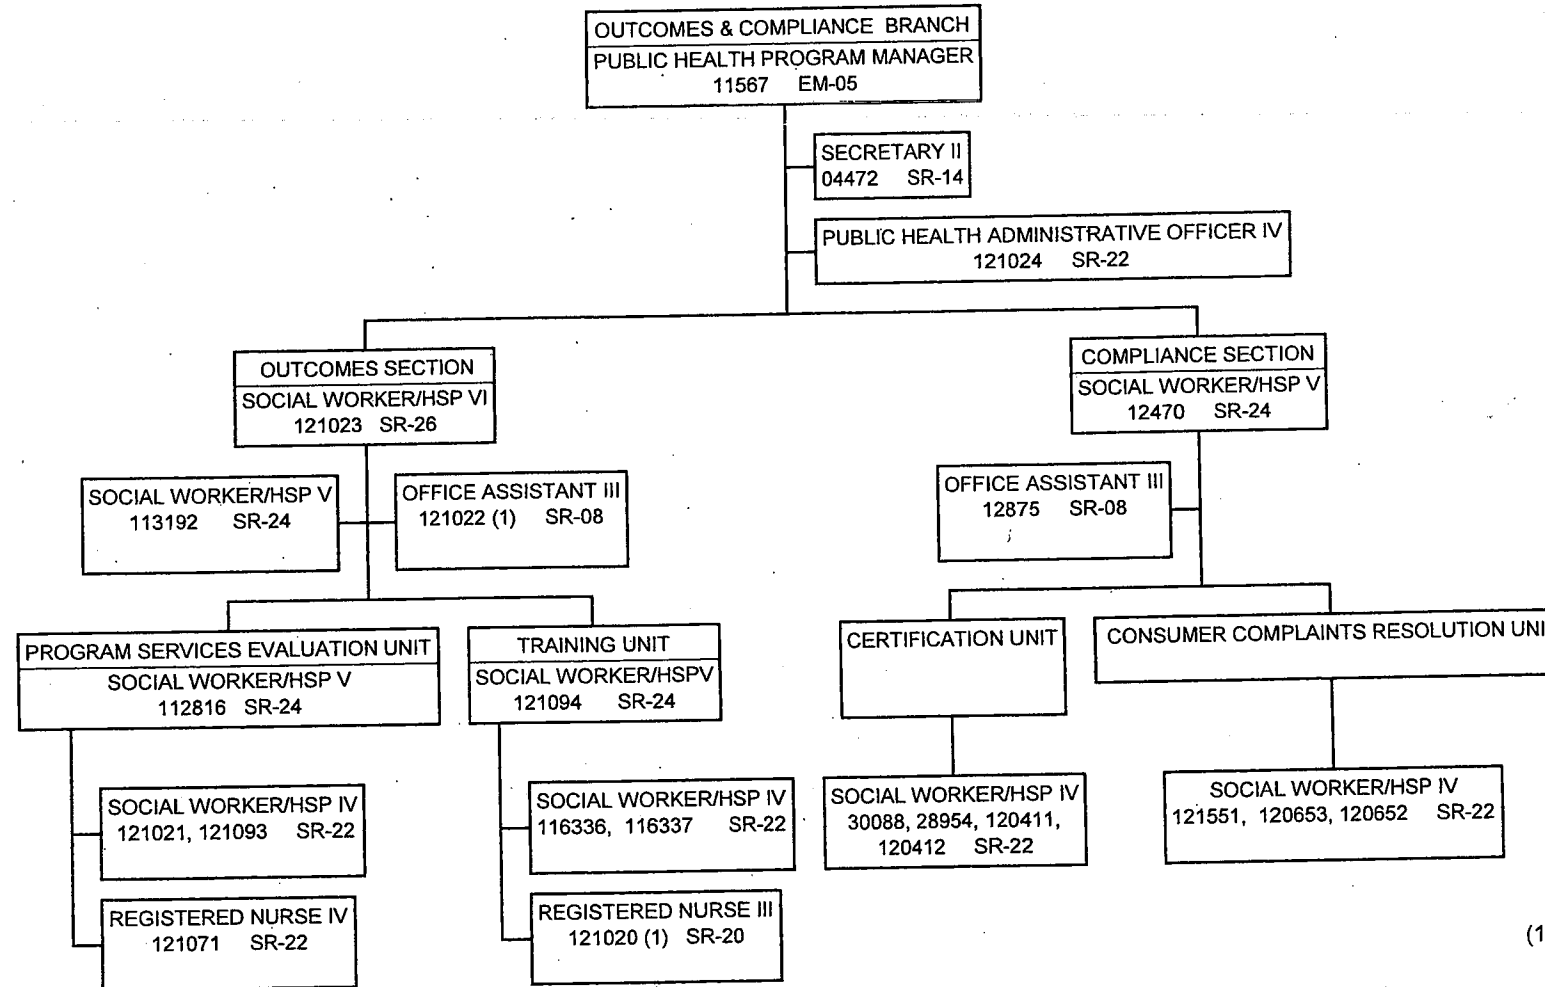 OUTCOMES & COMPLIANCE BRANCH
PUBLIC HEALTH PROGRAM MANAGER
11567 EM-05
SECRETARY II
04472 SR-14
PUBLIC HEALTH ADMINISTRATIVE OFFICER IV
121024 SR-22
OUTCOMES SECTION
SOCIAL WORKER/HSP VI
121023 SR-26
COMPLIANCE SECTION
SOCIAL WORKER/HSP V
12470 SR-24
SOCIAL WORKER/HSP V
113192 SR-24
OFFICE ASSISTANT III
121022 (1) SR-08
OFFICE ASSISTANT III
12875 SR-08
PROGRAM SERVICES EVALUATION UNIT
SOCIAL WORKER/HSP V
112816 SR-24
TRAINING UNIT
SOCIAL WORKER/HSPV
121094 SR-24
CERTIFICATION UNIT
CONSUMER COMPLAINTS RESOLUTION UNI
SOCIAL WORKER/HSP IV
121021, 121093 SR-22
SOCIAL WORKER/HSP IV
116336, 116337 SR-22
SOCIAL WORKER/HSP IV
30088, 28954, 120411,
120412 SR-22
SOCIAL WORKER/HSP IV
121551, 120653, 120652 SR-22
REGISTERED NURSE IV
121071 SR-22
REGISTERED NURSE III
121020 (1) SR-20
(1